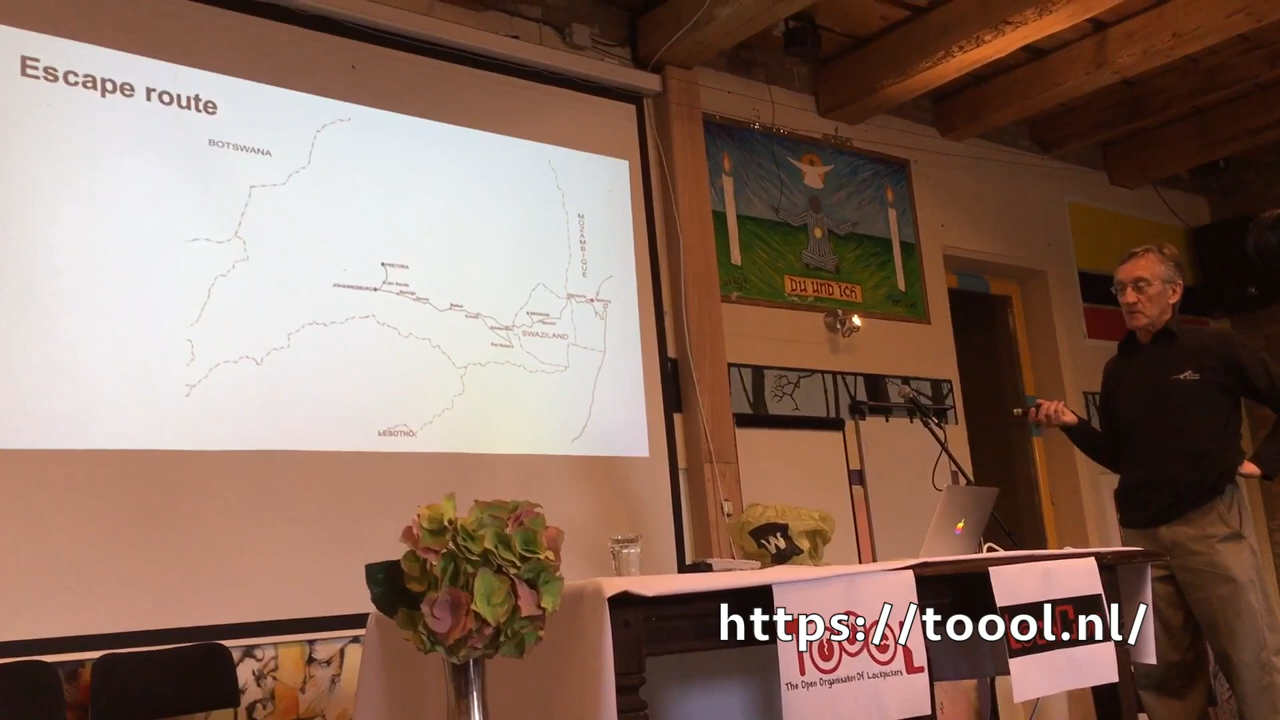 Escape route
BOTSWANA
MOZAMBIQUE
PRETORIA
JOHANNESBURG
SWAZILAND
LESOTHO
DU UND ICH
W
https://toool.nl/
TOOOL
The Open Organisation Of Lockpickers